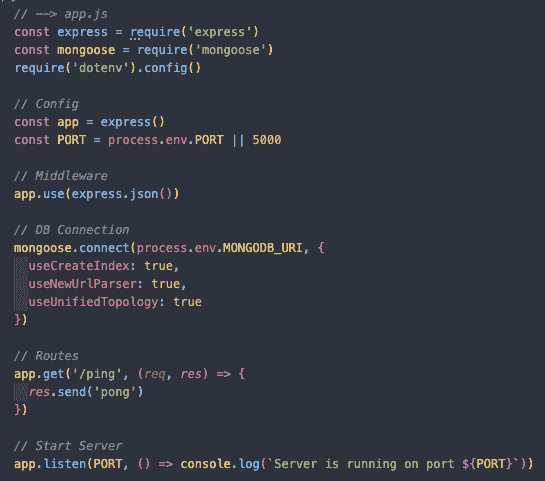 // ——> app.js
const express = require('express')
const mongoose = require('mongoose')
require('dotenv').config()

// Config
const app = express()
const PORT = process.env.PORT || 5000

// Middleware
app.use(express.json())

// DB Connection
mongoose.connect(process.env.MONGODB_URI, {
  useCreateIndex: true,
  useNewUrlParser: true,
  useUnifiedTopology: true
})

// Routes
app.get('/ping', (req, res) => {
  res.send('pong')
})

// Start Server
app.listen(PORT, () => console.log(`Server is running on port ${PORT}`))